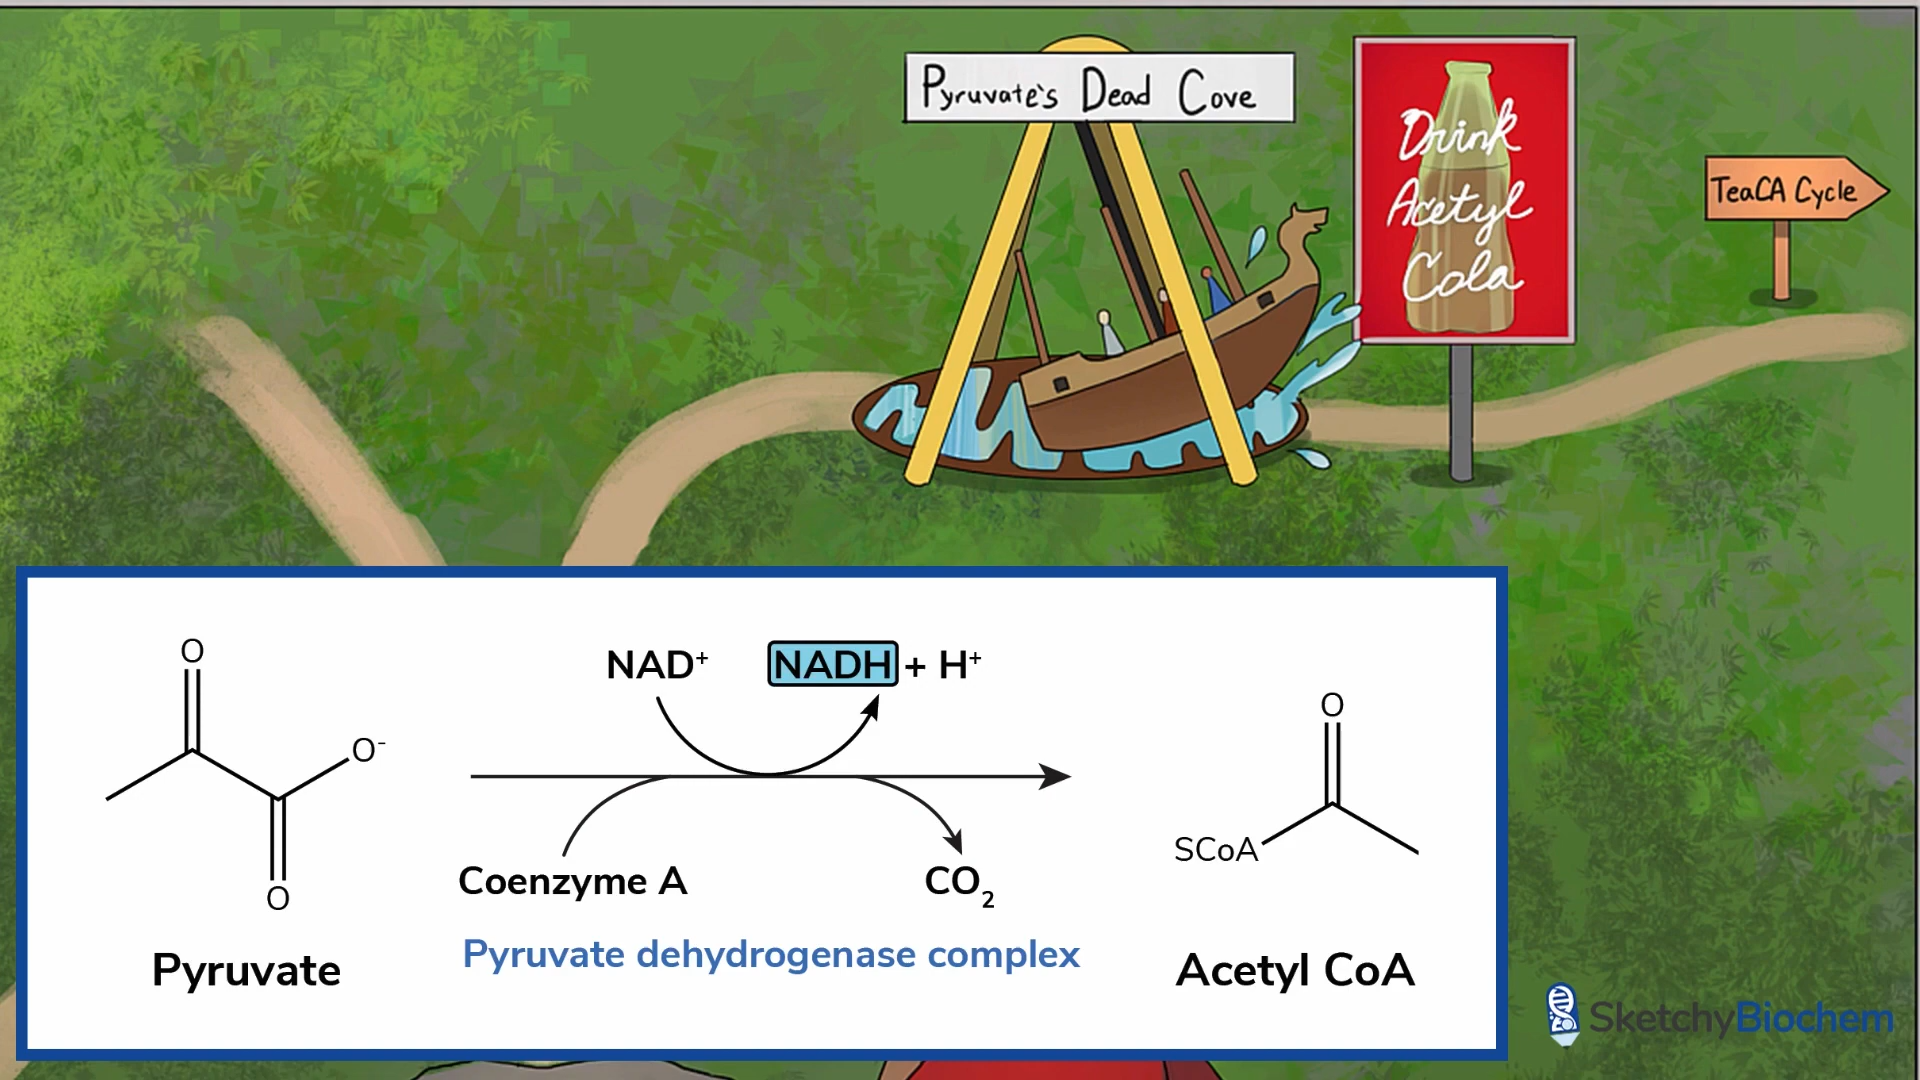 Pyruvate's Dead Cove
Drink
Acetyl
Cola
TeaCA Cycle
O
O⁻
O
Pyruvate
NAD⁺
NADH + H⁺
Coenzyme A
CO₂
Pyruvate dehydrogenase complex
O
SCoA
Acetyl CoA
SketchyBiochem